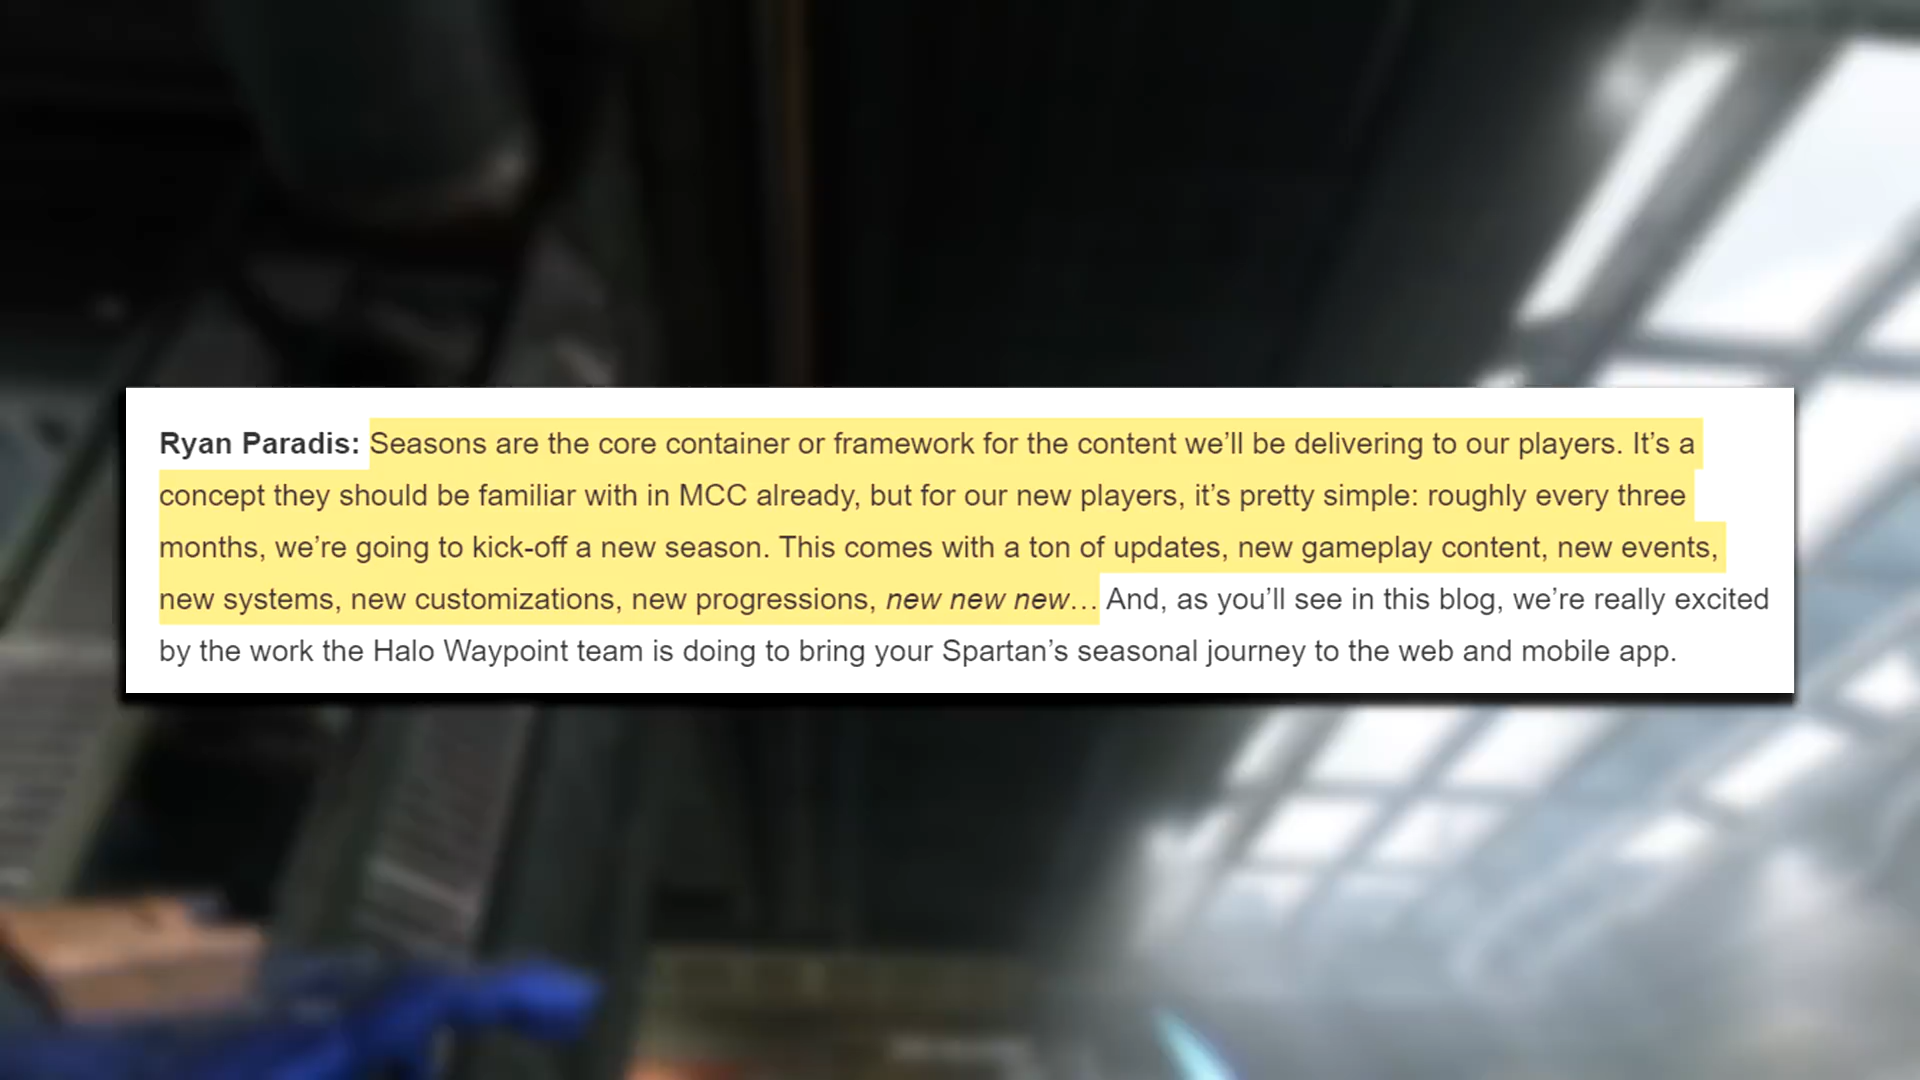 Ryan Paradis: Seasons are the core container or framework for the content we’ll be delivering to our players. It’s a
concept they should be familiar with in MCC already, but for our new players, it’s pretty simple: roughly every three
months, we’re going to kick-off a new season. This comes with a ton of updates, new gameplay content, new events,
new systems, new customizations, new progressions, new new new… And, as you’ll see in this blog, we’re really excited
by the work the Halo Waypoint team is doing to bring your Spartan’s seasonal journey to the web and mobile app.